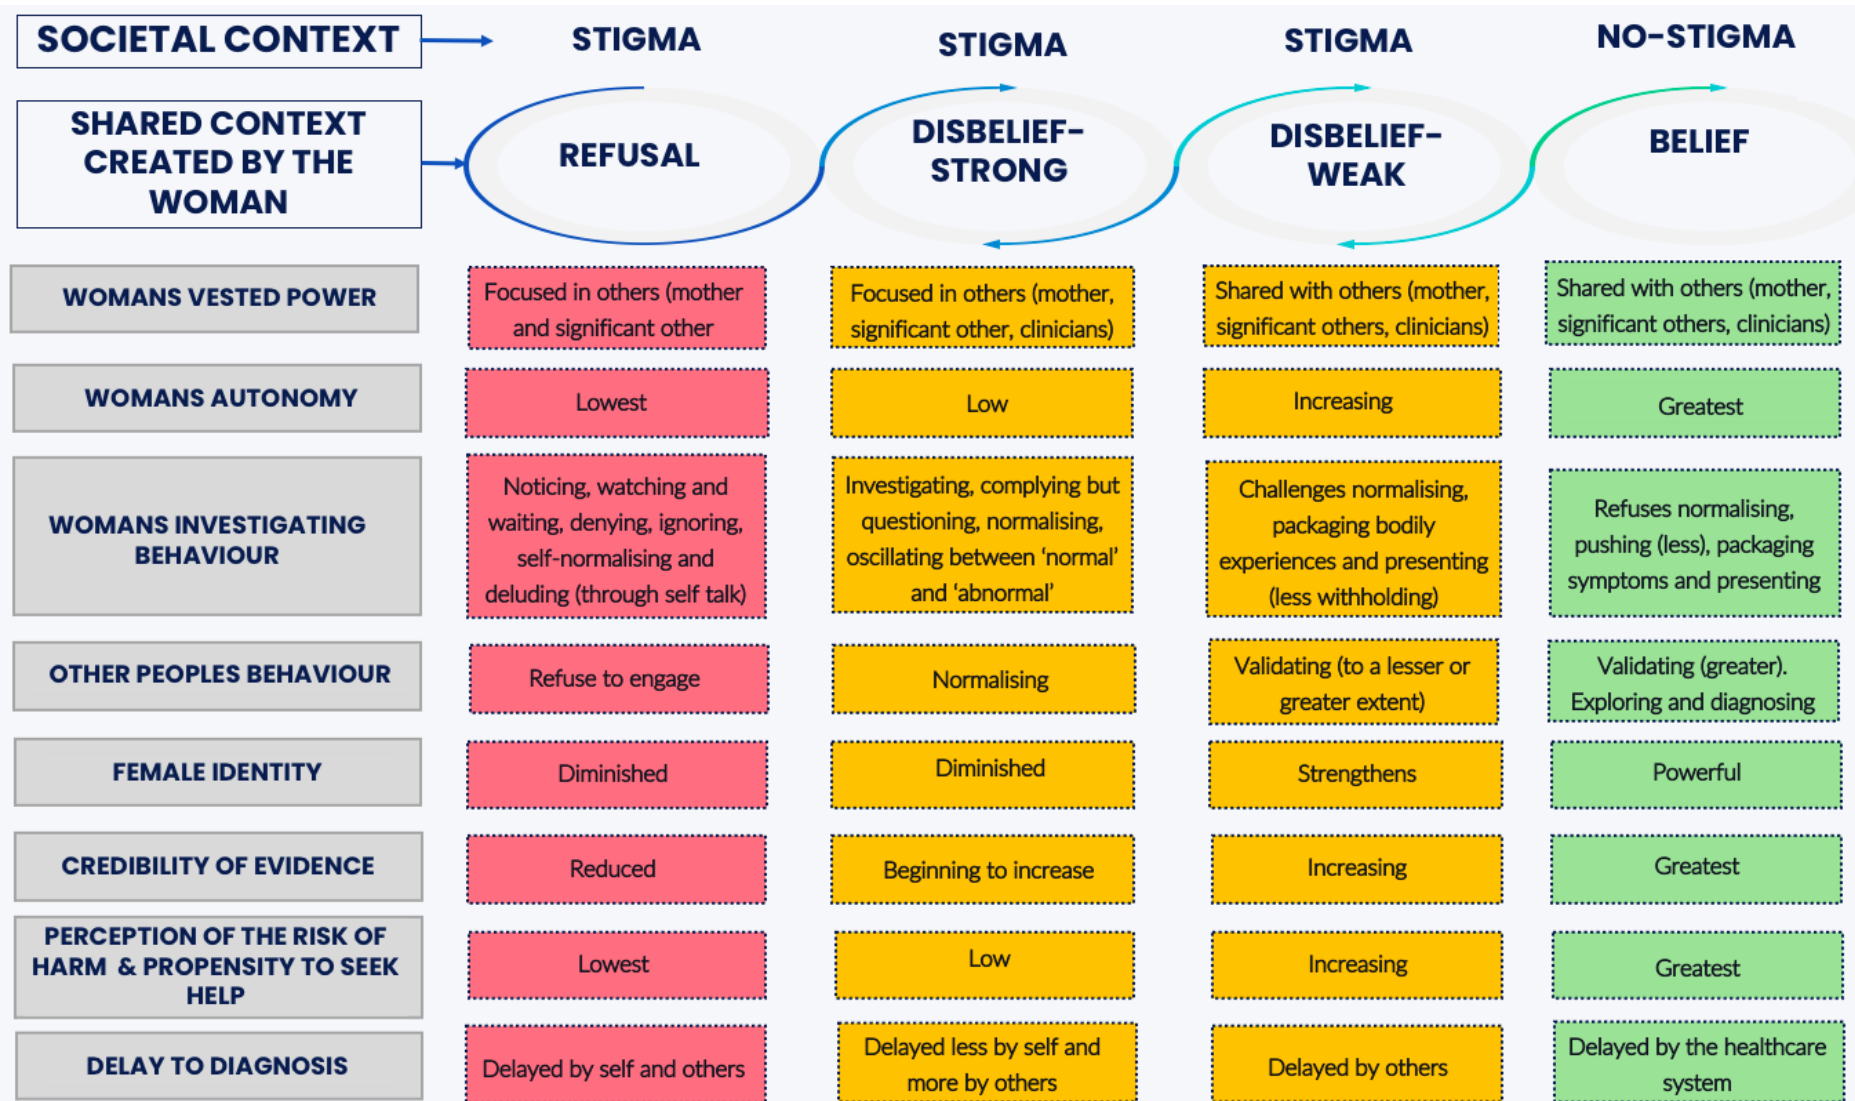 SOCIETAL CONTEXT
STIGMA
STIGMA
STIGMA
NO-STIGMA
SHARED CONTEXT
CREATED BY THE
WOMAN
REFUSAL
DISBELIEF-
STRONG
DISBELIEF-
WEAK
BELIEF
WOMANS VESTED POWER
Focused in others (mother
and significant other
Focused in others (mother,
significant other, clinicians)
Shared with others (mother,
significant others, clinicians)
Shared with others (mother,
significant others, clinicians)
WOMANS AUTONOMY
Lowest
Low
Increasing
Greatest
WOMANS INVESTIGATING
BEHAVIOUR
Noticing, watching and
waiting, denying, ignoring,
self-normalising and
deluding (through self talk)
Investigating, complying but
questioning, normalising,
oscillating between ‘normal’
and ‘abnormal’
Challenges normalising,
packaging bodily
experiences and presenting
(less withholding)
Refuses normalising,
pushing (less), packaging
symptoms and presenting
OTHER PEOPLES BEHAVIOUR
Refuse to engage
Normalising
Validating (to a lesser or
greater extent)
Validating (greater).
Exploring and diagnosing
FEMALE IDENTITY
Diminished
Diminished
Strengthens
Powerful
CREDIBILITY OF EVIDENCE
Reduced
Beginning to increase
Increasing
Greatest
PERCEPTION OF THE RISK OF
HARM & PROPENSITY TO SEEK
HELP
Lowest
Low
Increasing
Greatest
DELAY TO DIAGNOSIS
Delayed by self and others
Delayed less by self and
more by others
Delayed by others
Delayed by the healthcare
system